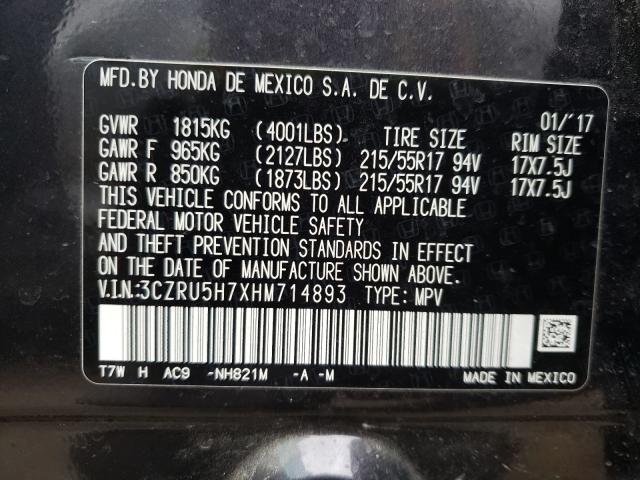 MFD.BY HONDA DE MEXICO S.A. DE C.V.
01/'17
GVWR 1815KG (4001LBS) TIRE SIZE RIM SIZE
GAWR F 965KG (2127LBS) 215/55R17 94V 17X7.5J
GAWR R 850KG (1873LBS) 215/55R17 94V 17X7.5J
THIS VEHICLE CONFORMS TO ALL APPLICABLE
FEDERAL MOTOR VEHICLE SAFETY
AND THEFT PREVENTION STANDARDS IN EFFECT
ON THE DATE OF MANUFACTURE SHOWN ABOVE.
V.I.N:3CZRU5H7XHM714893 TYPE: MPV
T7W H AC9 -NH821M -A -M MADE IN MEXICO